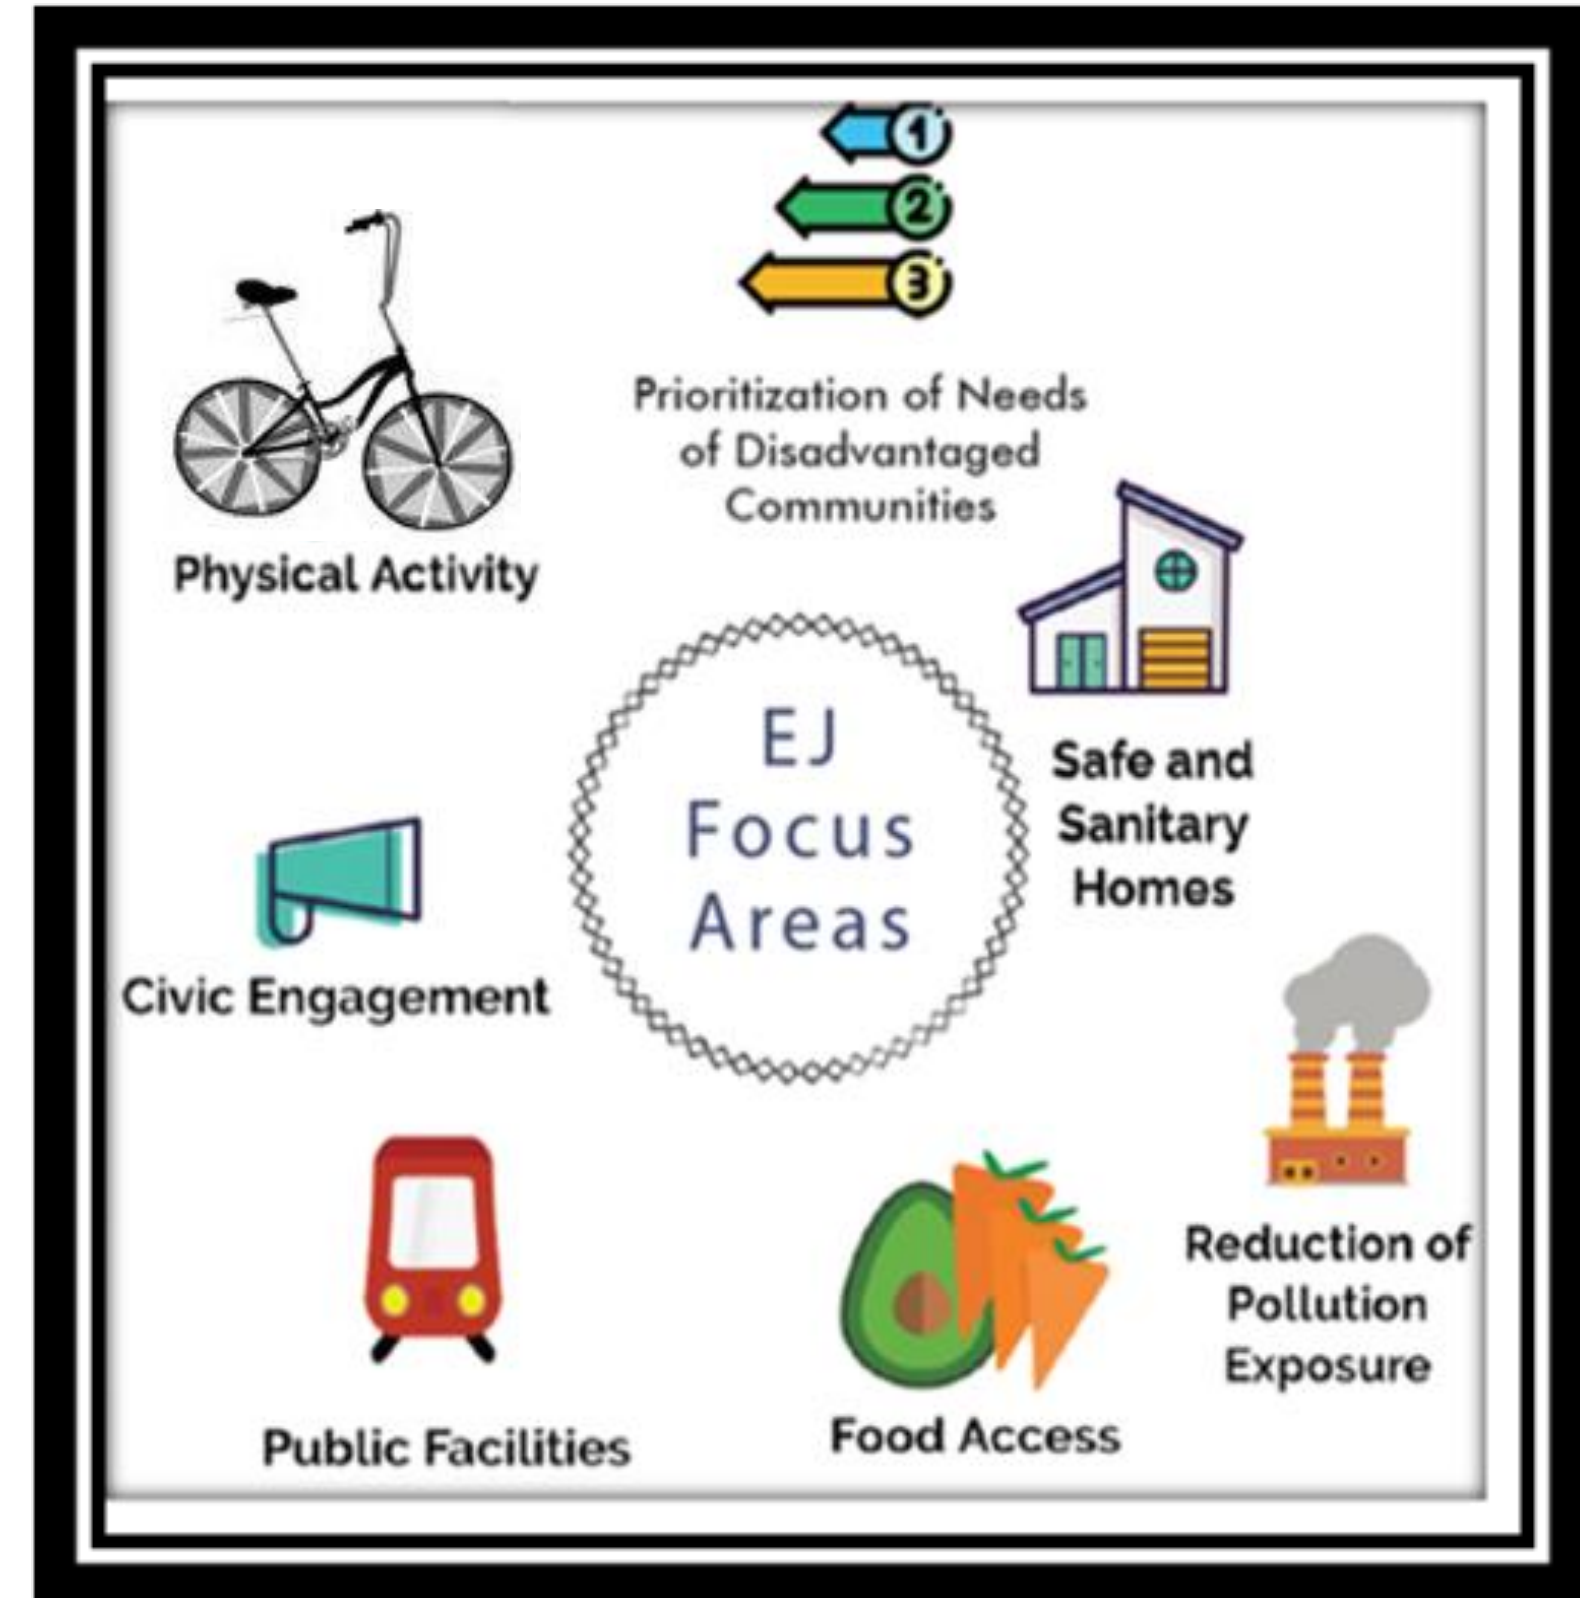 1
2
3
Prioritization of Needs
of Disadvantaged
Communities
Physical Activity
EJ
Focus
Areas
Safe and
Sanitary
Homes
Civic Engagement
Reduction of
Pollution
Exposure
Public Facilities
Food Access